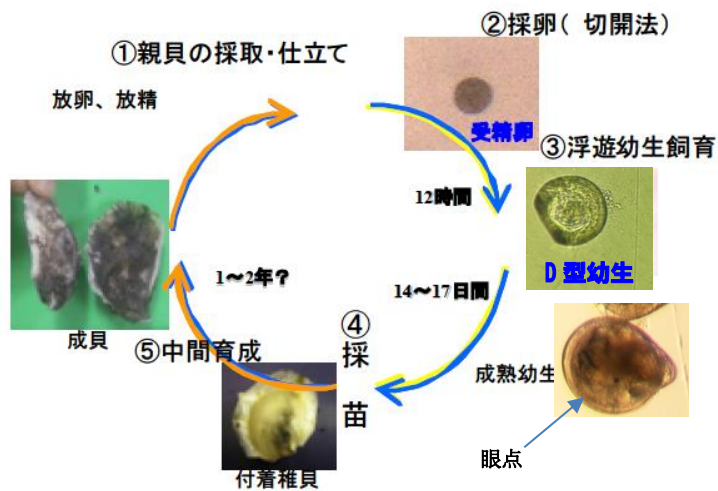 ①親貝の採取･仕立て
放卵、放精
②採卵( 切開法)
受精卵
③浮遊幼生飼育
12時間
D型幼生
14～17日間
成熟幼生
眼点
④採苗
付着稚貝
⑤中間育成
1～2年?
成貝